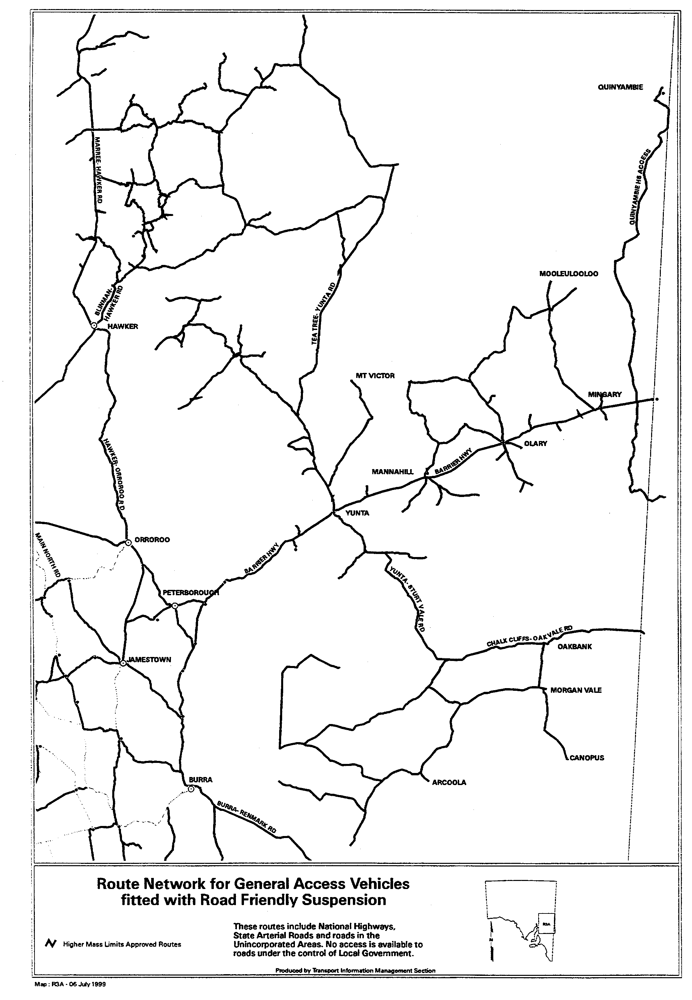 QUINYAMBIE
MARREE- HAWKER RD
QUINYAMBIE HS ACCESS
MOOLEULOOLOO
BLINMAN-
HAWKER RD
TEA TREE- YUNTA RD
HAWKER
MT VICTOR
MINGARY
HAWKER- ORROROO RD
OLARY
BARRIER HWY
MANNAHILL
YUNTA
MAIN NORTH RD
ORROROO
BARRIER HWY
YUNTA- STURT VALE RD
PETERBOROUGH
CHALK CLIFFS- OAKVALE RD
OAKBANK
JAMESTOWN
MORGAN VALE
CANOPUS
BURRA
ARCOOLA
BURRA- RENMARK RD
Route Network for General Access Vehicles
fitted with Road Friendly Suspension
These routes include National Highways,
State Arterial Roads and roads in the
Unincorporated Areas. No access is available to
roads under the control of Local Government.
Higher Mass Limits Approved Routes
R3A
N
Produced by Transport Information Management Section
Map : R3A - 06 July 1999